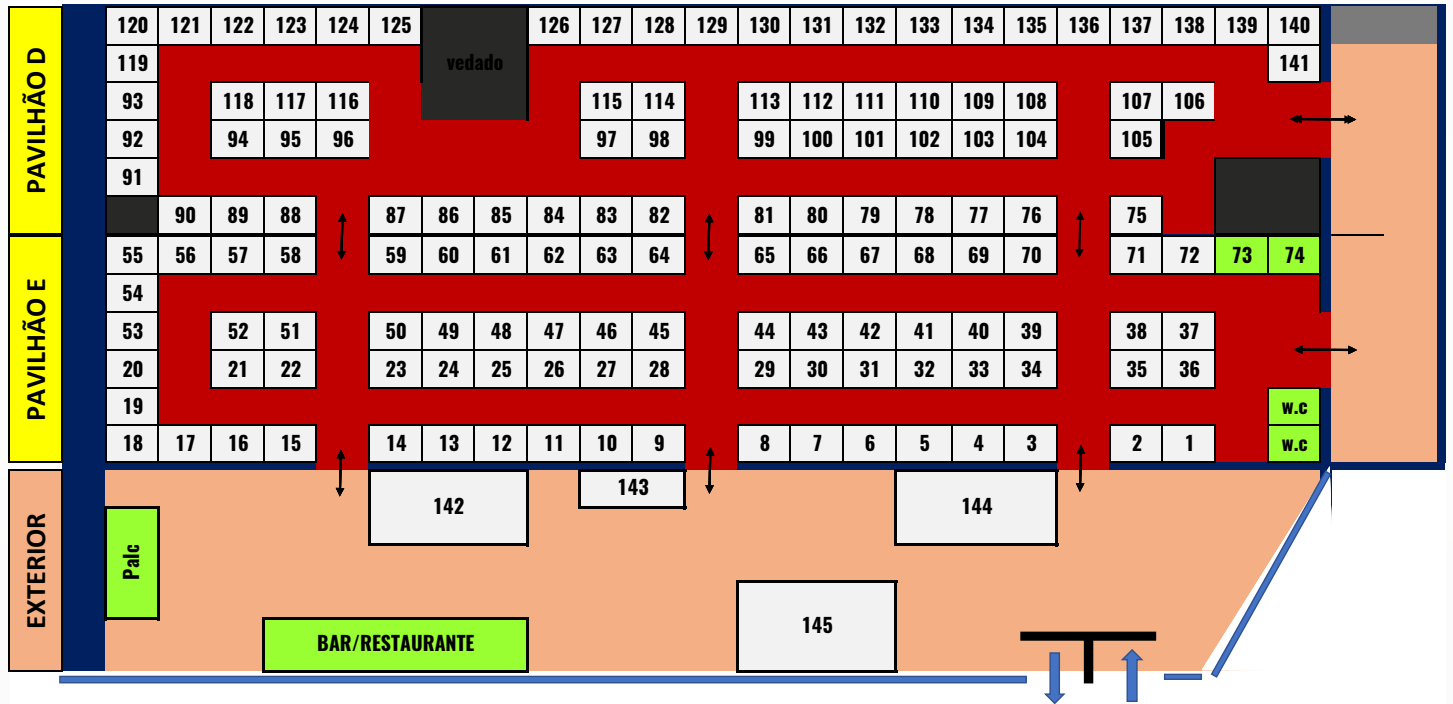 PAVILHÃO D
120 121 122 123 124 125 126 127 128 129 130 131 132 133 134 135 136 137 138 139 140
119 vedado 141
93 118 117 116 115 114 113 112 111 110 109 108 107 106
92 94 95 96 97 98 99 100 101 102 103 104 105
91
90 89 88 87 86 85 84 83 82 81 80 79 78 77 76 75
PAVILHÃO E
55 56 57 58 59 60 61 62 63 64 65 66 67 68 69 70 71 72 73 74
54
53 52 51 50 49 48 47 46 45 44 43 42 41 40 39 38 37
20 21 22 23 24 25 26 27 28 29 30 31 32 33 34 35 36
19 w.c
18 17 16 15 14 13 12 11 10 9 8 7 6 5 4 3 2 1 w.c
EXTERIOR
142 143 144
Palc
145
BAR/RESTAURANTE